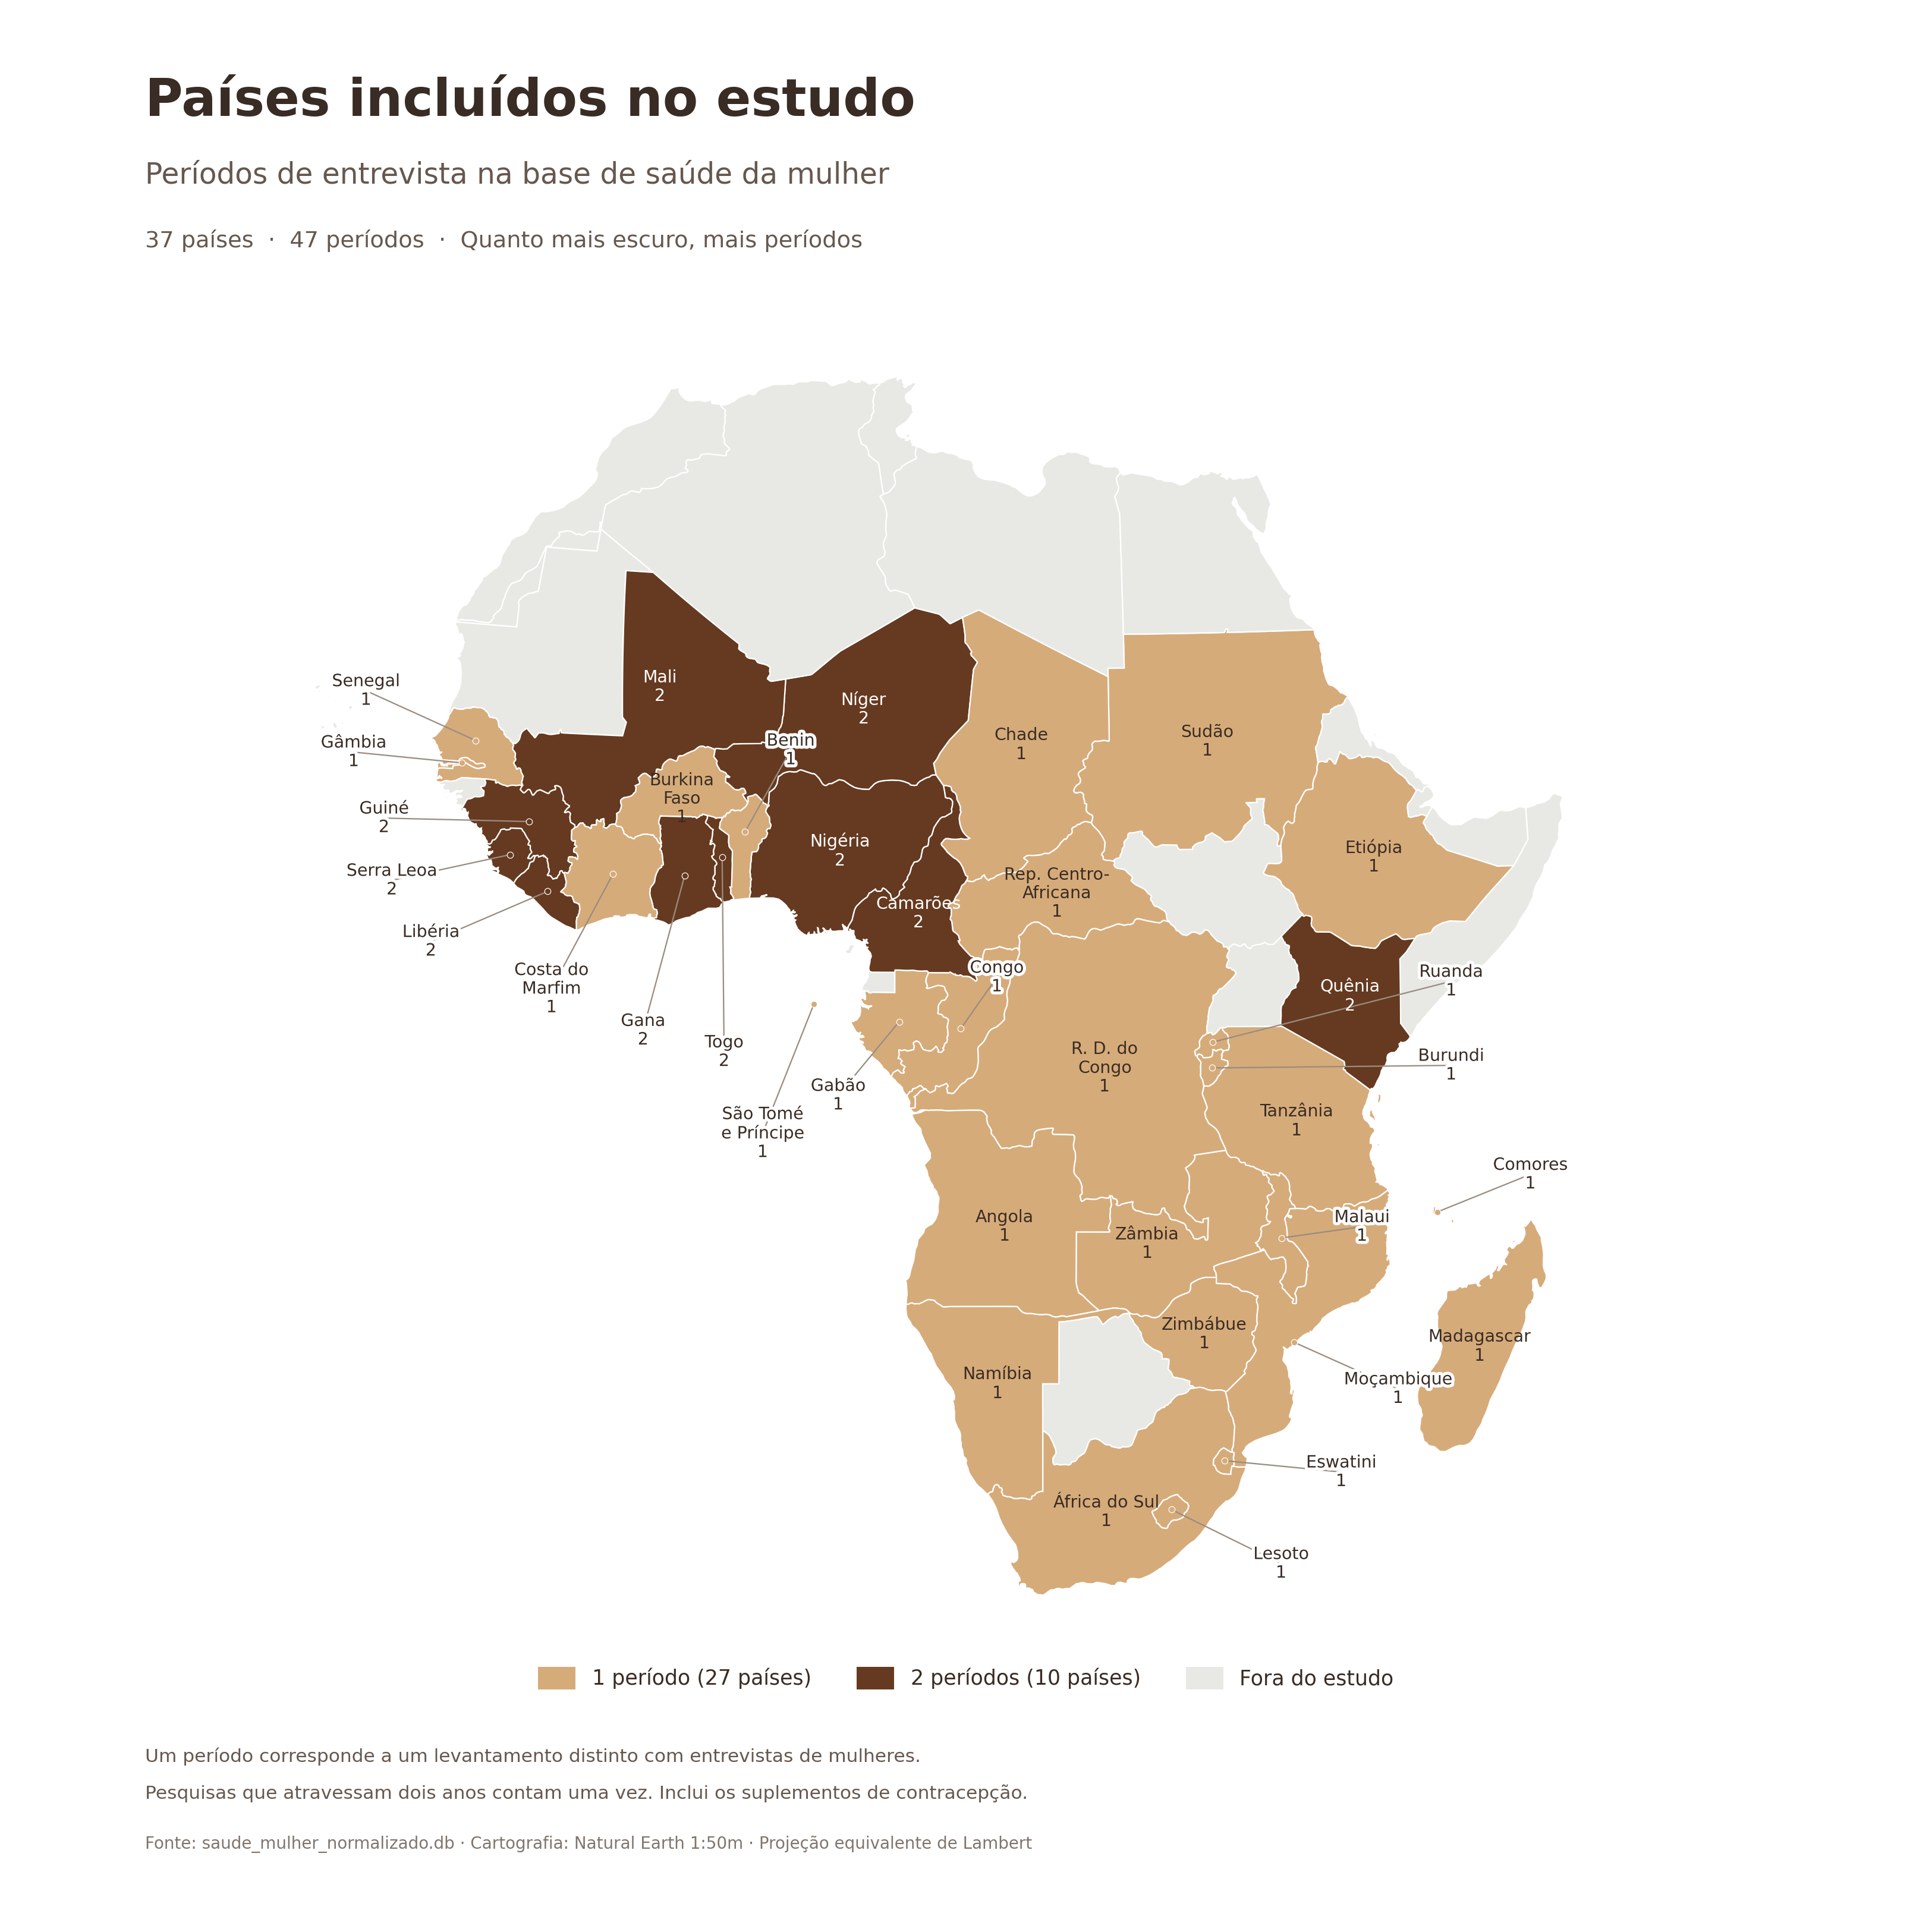 Países incluídos no estudo
Períodos de entrevista na base de saúde da mulher
37 países · 47 períodos · Quanto mais escuro, mais períodos
Senegal
1
Gâmbia
1
Guiné
2
Serra Leoa
2
Libéria
2
Costa do
Marfim
1
Gana
2
Togo
2
São Tomé
e Príncipe
1
Gabão
1
Mali
2
Níger
2
Benin
1
Burkina
Faso
1
Nigéria
2
Camarões
2
Chade
1
Sudão
1
Rep. Centro-
Africana
1
Etiópia
1
Congo
1
Quênia
2
Ruanda
1
Burundi
1
R. D. do
Congo
1
Tanzânia
1
Comores
1
Angola
1
Zâmbia
1
Malaui
1
Zimbábue
1
Madagascar
1
Namíbia
1
Moçambique
1
Eswatini
1
África do Sul
1
Lesoto
1
1 período (27 países)
2 períodos (10 países)
Fora do estudo
Um período corresponde a um levantamento distinto com entrevistas de mulheres.
Pesquisas que atravessam dois anos contam uma vez. Inclui os suplementos de contracepção.
Fonte: saude_mulher_normalizado.db · Cartografia: Natural Earth 1:50m · Projeção equivalente de Lambert